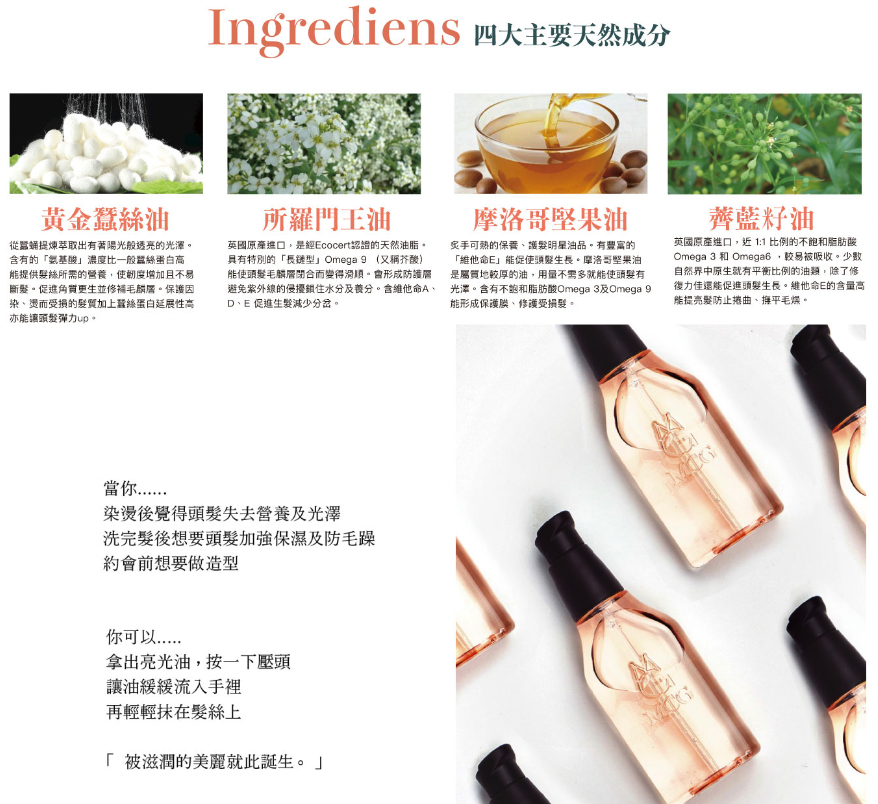 Ingrediens 四大主要天然成分
黃金蠶絲油
從蠶蛹提煉萃取出有著陽光般透亮的光澤。
含有的「氨基酸」濃度比一般蠶絲蛋白高
能提供髮絲所需的營養，使韌度增加且不易
斷髮。促進角質更生並修補毛麟層。保護因
染、燙而受損的髮質加上蠶絲蛋白延展性高
亦能讓頭髮彈力up。
所羅門王油
英國原產進口，是經Ecocert認證的天然油脂。
具有特別的「長鏈型」Omega 9 （又稱芥酸）
能使頭髮毛麟層閉合而變得滑順。會形成防護層
避免紫外線的侵擾鎖住水分及養分。含維他命A、
D、E 促進生髮減少分岔。
摩洛哥堅果油
炙手可熱的保養、護髮明星油品。有豐富的
「維他命E」能促使頭髮生長。摩洛哥堅果油
是屬質地較厚的油，用量不需多就能使頭髮有
光澤。含有不飽和脂肪酸Omega 3及Omega 9
能形成保護膜、修護受損髮。
薺藍籽油
英國原產進口，近 1:1 比例的不飽和脂肪酸
Omega 3 和 Omega6 ，較易被吸收。少數
自然界中原生就有平衡比例的油類，除了修
復力佳還能促進頭髮生長。維他命E的含量高
能提亮髮防止捲曲、撫平毛燥。
當你......
染燙後覺得頭髮失去營養及光澤
洗完髮後想要頭髮加強保濕及防毛躁
約會前想要做造型
你可以.....
拿出亮光油，按一下壓頭
讓油緩緩流入手裡
再輕輕抹在髮絲上
「 被滋潤的美麗就此誕生。 」